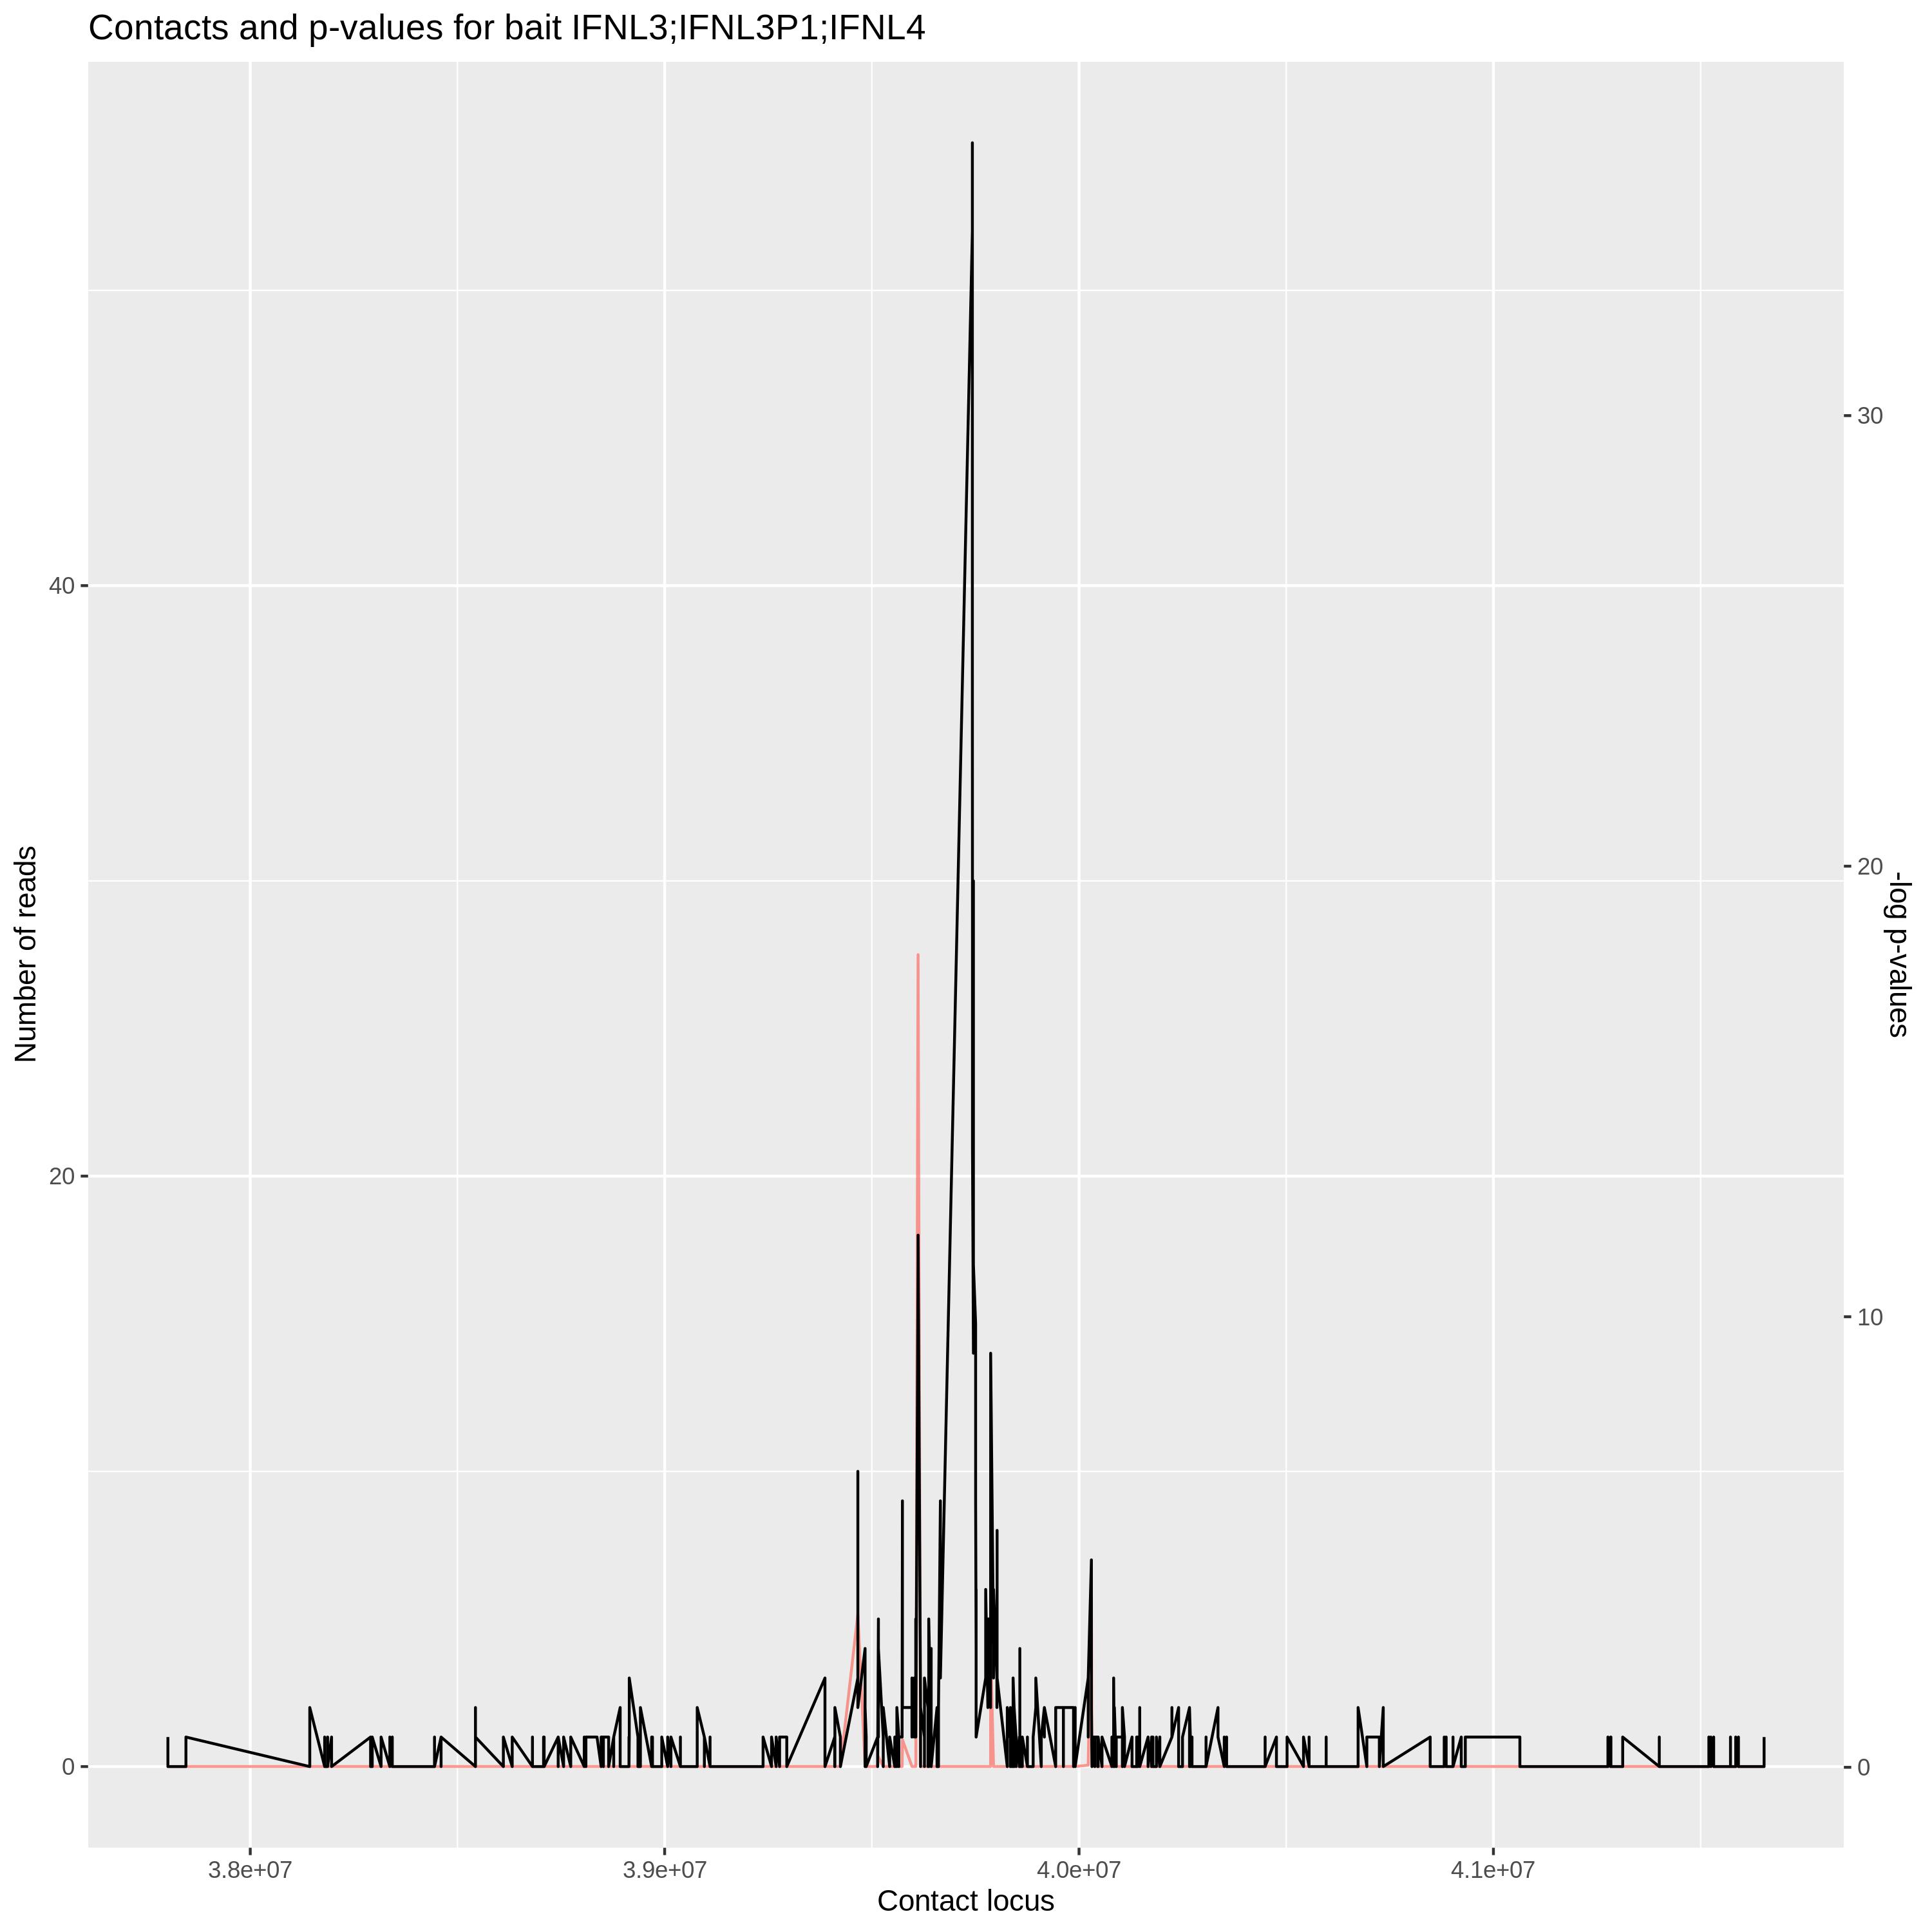 Contacts and p-values for bait IFNL3;IFNL3P1;IFNL4
Number of reads
40
20
0
30
20
10
0
-log p-values
3.8e+07
3.9e+07
4.0e+07
4.1e+07
Contact locus